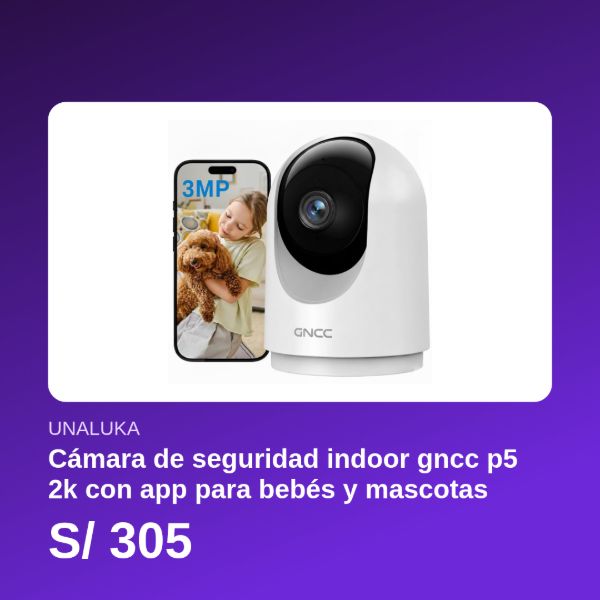 3MP
GNCC
UNALUKA
Cámara de seguridad indoor gncc p5
2k con app para bebés y mascotas
S/ 305